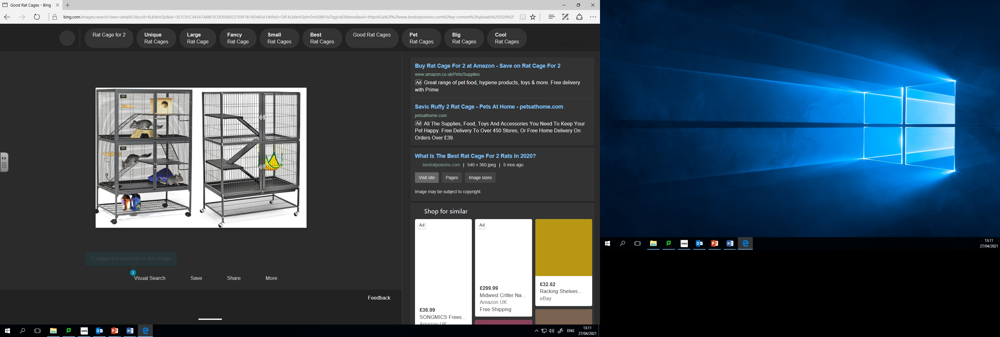 Good Rat Cages - Bing
bing.com/images/search?view=detailV2&ccid=kLb9eVQd&id=3E1C91C543A7ABBF3CDD9360237E9F1B14D485A1&thid=OIP.kLb9eVQdmTnn30BFVsITqgHaE8&mediaurl=https%3a%2f%2fwww.bestratpoisons.com%2fwp-content%2fuploads%2f2020%2f
Rat Cage for 2
Unique
Rat Cages
Large
Rat Cage
Fancy
Rat Cage
Small
Rat Cages
Best
Rat Cages
Good Rat Cages
Pet
Rat Cages
Big
Rat Cages
Cool
Rat Cages
Buy Rat Cage For 2 at Amazon - Save on Rat Cage For 2
www.amazon.co.uk/Pets/Supplies
Ad Great range of pet food, hygiene products, toys & more. Free delivery
with Prime
Savic Ruffy 2 Rat Cage - Pets At Home - petsathome.com
petsathome.com
Ad All The Supplies, Food, Toys And Accessories You Need To Keep Your
Pet Happy. Free Delivery To Over 450 Stores, Or Free Home Delivery On
Orders Over £39.
What Is The Best Rat Cage For 2 Rats In 2020?
bestratpoisons.com | 540 × 360 jpeg | 5 mos ago
Visit site
Pages
Image sizes
Image may be subject to copyright.
Shop for similar
Ad
£36.99
SONGMICS Frees...
Amazon UK
Ad
£299.99
Midwest Critter Na...
Amazon UK
Free Shipping
£32.62
Racking Shelves...
eBay
2 suggested searches in this image
2
Visual Search
Save
Share
More
Feedback
SIMS
ENG
13:11
27/04/2021
SIMS
13:11
27/04/2021